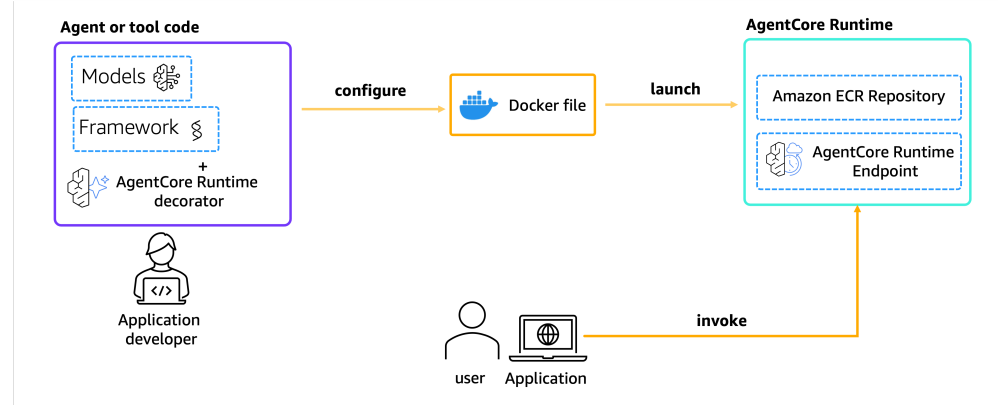 Agent or tool code
Models
Framework
+
AgentCore Runtime
decorator
</>
Application
developer
configure
Docker file
launch
AgentCore Runtime
Amazon ECR Repository
AgentCore Runtime
Endpoint
invoke
user
Application